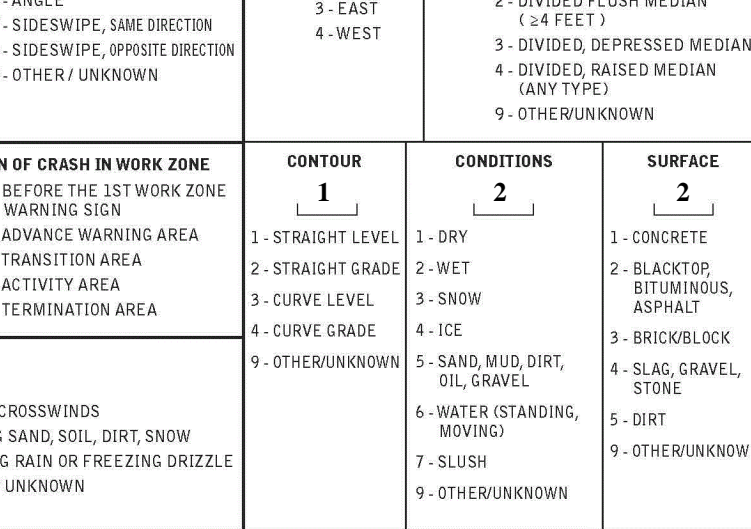 - ANGLE
- SIDESWIPE, SAME DIRECTION
- SIDESWIPE, OPPOSITE DIRECTION
- OTHER / UNKNOWN
3 - EAST
4 - WEST
2 - DIVIDED FLUSH MEDIAN
( ≥4 FEET )
3 - DIVIDED, DEPRESSED MEDIAN
4 - DIVIDED, RAISED MEDIAN
(ANY TYPE)
9 - OTHER/UNKNOWN
N OF CRASH IN WORK ZONE
BEFORE THE 1ST WORK ZONE
WARNING SIGN
ADVANCE WARNING AREA
TRANSITION AREA
ACTIVITY AREA
TERMINATION AREA
CROSSWINDS
G SAND, SOIL, DIRT, SNOW
G RAIN OR FREEZING DRIZZLE
UNKNOWN
CONTOUR
1
1 - STRAIGHT LEVEL
2 - STRAIGHT GRADE
3 - CURVE LEVEL
4 - CURVE GRADE
9 - OTHER/UNKNOWN
CONDITIONS
2
1 - DRY
2 - WET
3 - SNOW
4 - ICE
5 - SAND, MUD, DIRT,
OIL, GRAVEL
6 - WATER (STANDING,
MOVING)
7 - SLUSH
9 - OTHER/UNKNOWN
SURFACE
2
1 - CONCRETE
2 - BLACKTOP,
BITUMINOUS,
ASPHALT
3 - BRICK/BLOCK
4 - SLAG, GRAVEL,
STONE
5 - DIRT
9 - OTHER/UNKNOW